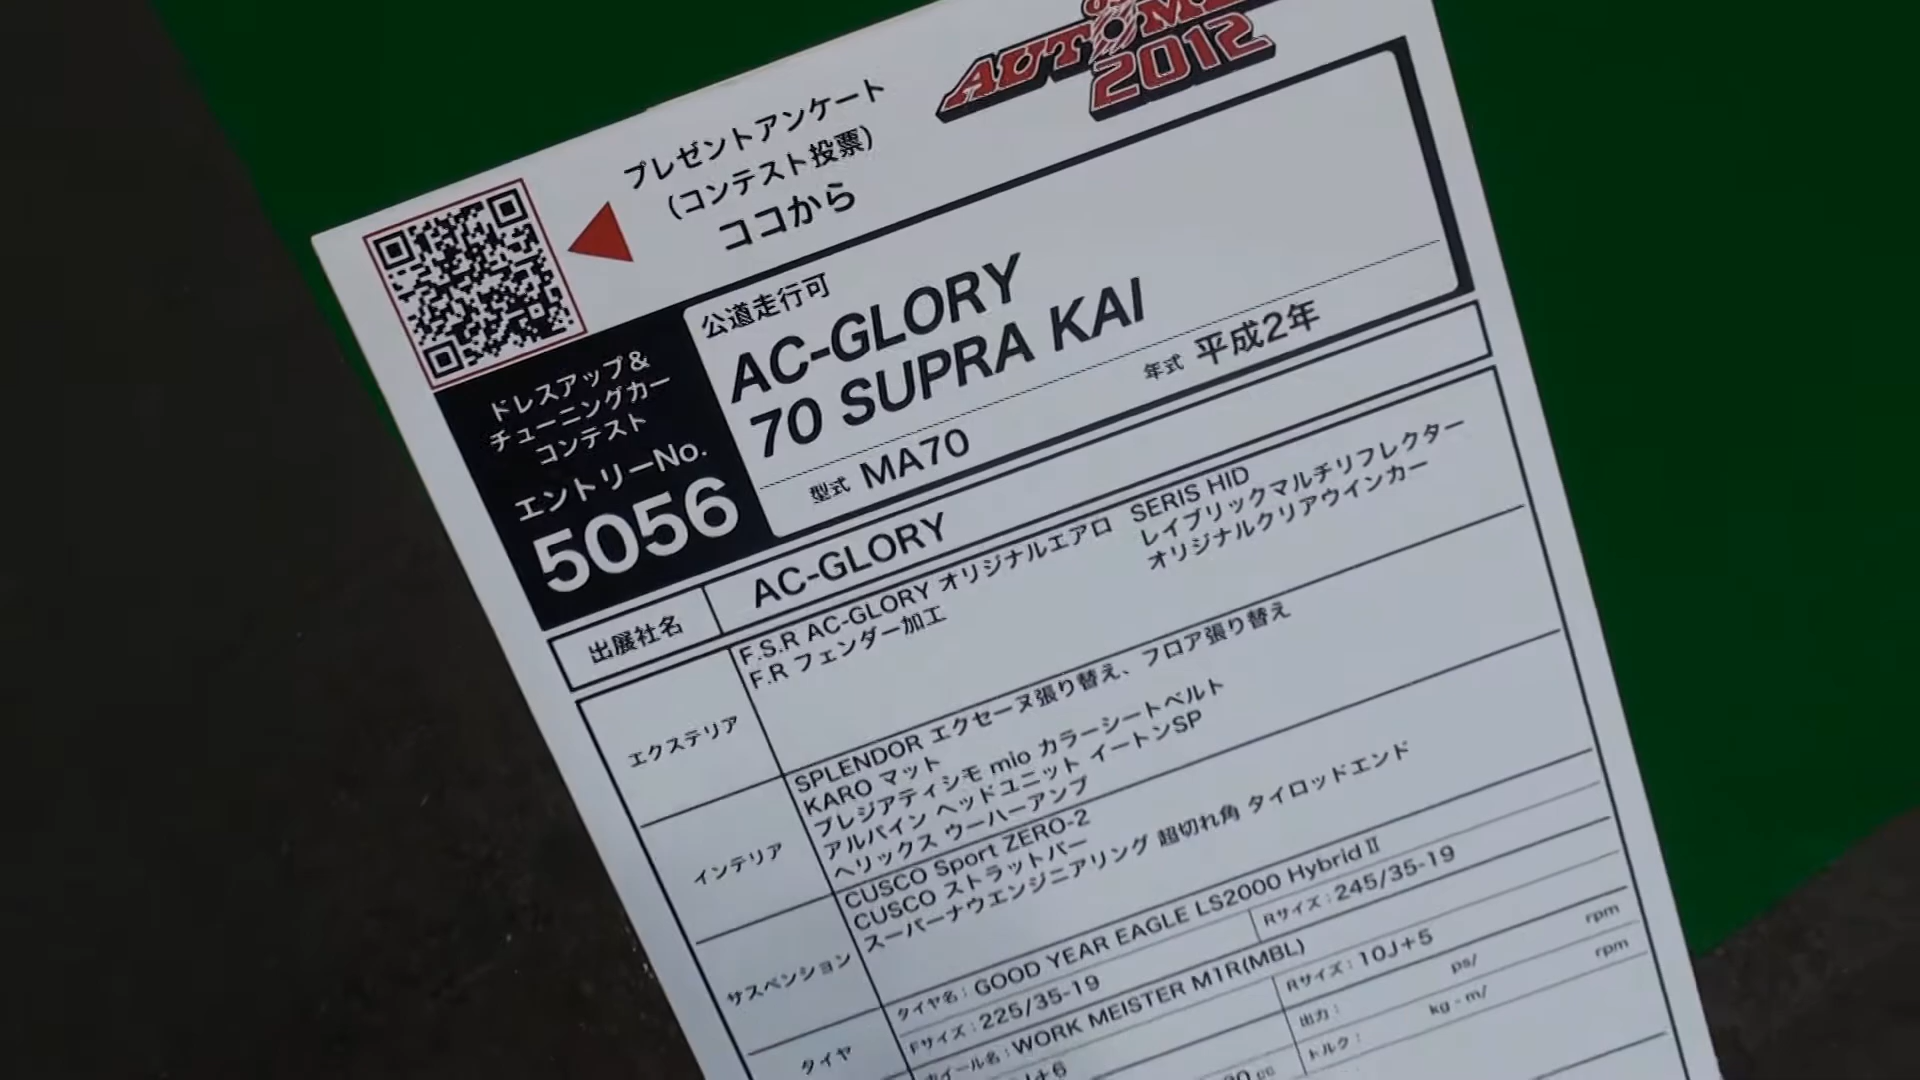 2012
プレゼントアンケート
(コンテスト投票)
ココから
ドレスアップ&
チューニングカー
コンテスト
エントリーNo.
5056
公道走行可
AC-GLORY
70 SUPRA KAI
型式 MA70
年式 平成2年
出展社名
AC-GLORY
エクステリア
F.S.R AC-GLORY オリジナルエアロ
F.R フェンダー加工
SERIS HID
レイブリックマルチリフレクター
オリジナルクリアウインカー
インテリア
SPLENDOR エクセーヌ張り替え、フロア張り替え
KARO マット
プレジアティシモ mio カラーシートベルト
アルパイン ヘッドユニット イートンSP
ヘリックス ウーハーアンプ
サスペンション
CUSCO Sport ZERO-2
CUSCO ストラットバー
スーパーナウエンジニアリング 超切れ角 タイロッドエンド
タイヤ
タイヤ名：GOOD YEAR EAGLE LS2000 HybridⅡ
Fサイズ：225/35-19
Rサイズ：245/35-19
ホイール名：WORK MEISTER M1R(MBL)
Rサイズ：10J+5
出力： ps/ rpm
トルク： kg-m/ rpm